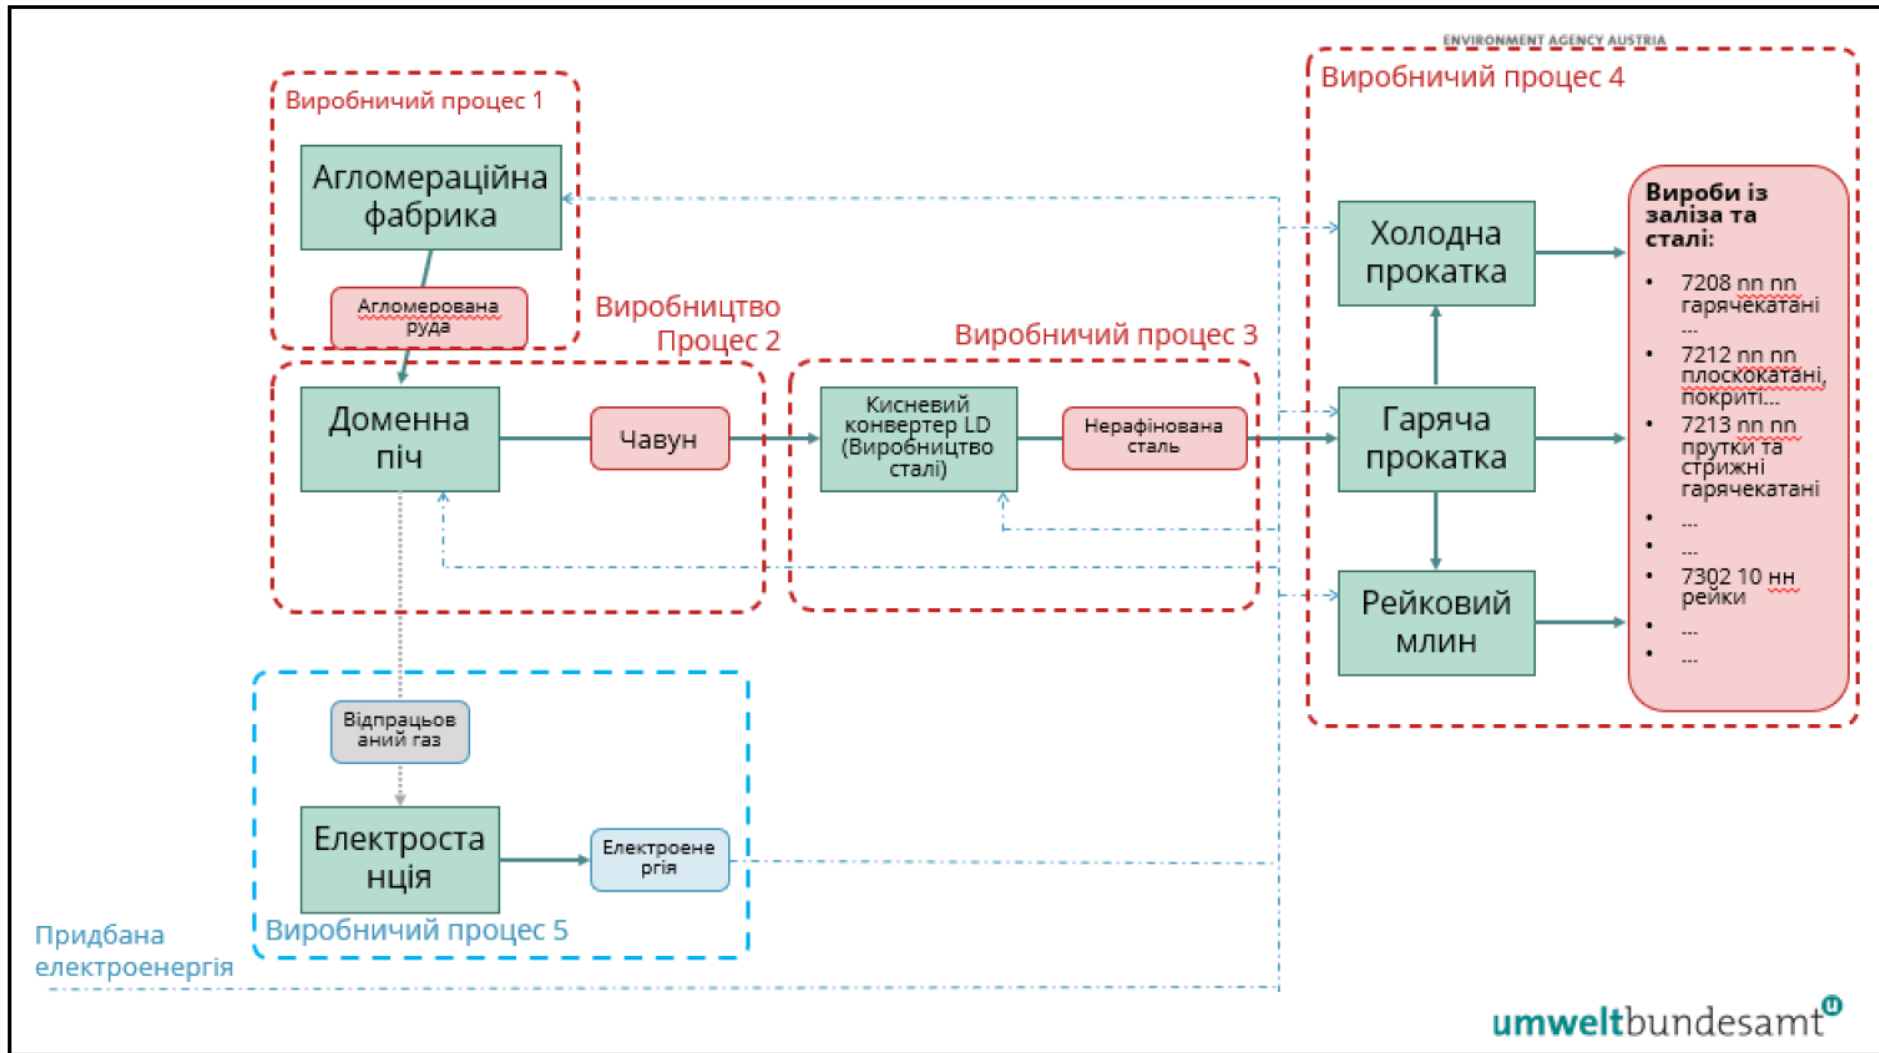 ENVIRONMENT AGENCY AUSTRIA
Виробничий процес 1
Агломераційна
фабрика
Агломерована
руда
Виробництво
Процес 2
Доменна
піч
Чавун
Виробничий процес 3
Кисневий
конвертер LD
(Виробництво
сталі)
Нерафінована
сталь
Виробничий процес 4
Холодна
прокатка
Гаряча
прокатка
Рейковий
млин
Вироби із
заліза та
сталі:
• 7208 nn nn
гарячекатані
...
• 7212 nn nn
плоскокатані,
покриті...
• 7213 nn nn
прутки та
стрижні
гарячекатані
• ...
• ...
• 7302 10 нн
рейки
• ...
• ...
Відпрацьов
аний газ
Електроста
нція
Електроене
ргія
Виробничий процес 5
Придбана
електроенергія
umweltbundesamt u